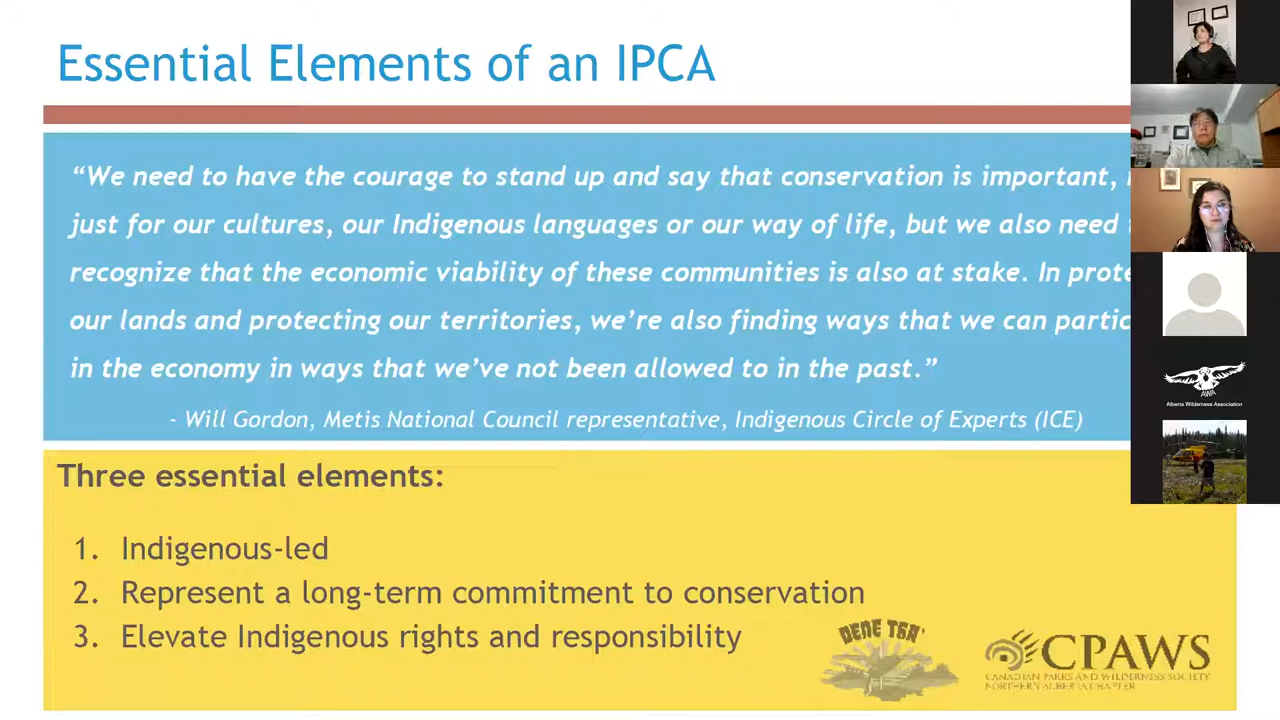 Essential Elements of an IPCA
“We need to have the courage to stand up and say that conservation is important,
just for our cultures, our Indigenous languages or our way of life, but we also need
recognize that the economic viability of these communities is also at stake. In prote
our lands and protecting our territories, we’re also finding ways that we can partic
in the economy in ways that we’ve not been allowed to in the past.”
- Will Gordon, Metis National Council representative, Indigenous Circle of Experts (ICE)
Three essential elements:
1. Indigenous-led
2. Represent a long-term commitment to conservation
3. Elevate Indigenous rights and responsibility
DENE THA'
CPAWS
CANADIAN PARKS AND WILDERNESS SOCIETY
NORTHERN ALBERTA CHAPTER
AWA
Alberta Wilderness Association